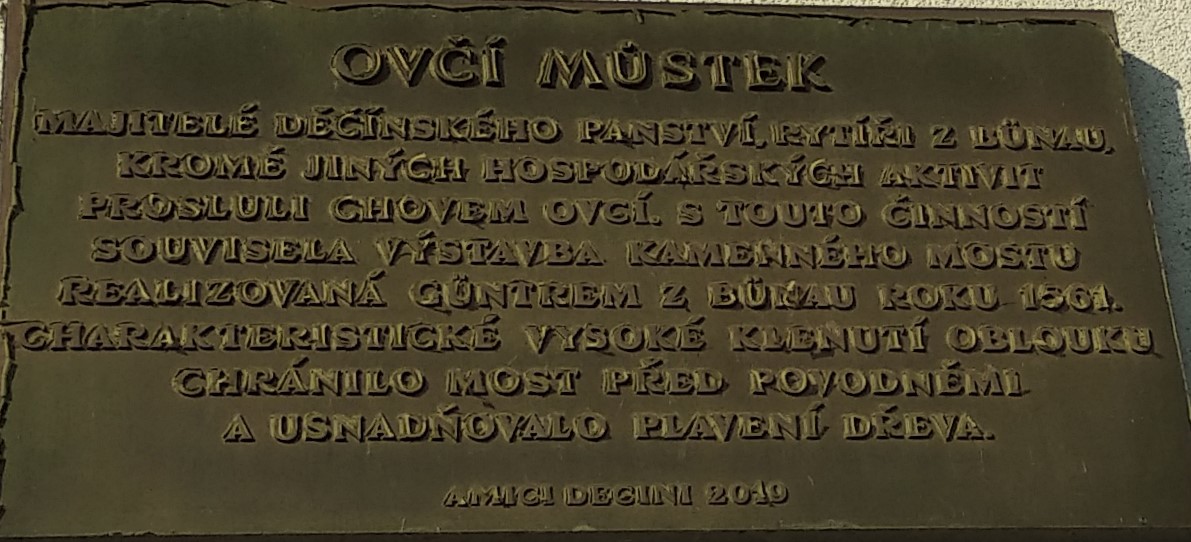 OVČÍ MŮSTEK
MAJITELÉ DĚČÍNSKÉHO PANSTVÍ, RYTÍŘI Z BÜNAU,
KROMĚ JINÝCH HOSPODÁŘSKÝCH AKTIVIT
PROSLULI CHOVEM OVCÍ. S TOUTO ČINNOSTÍ
SOUVISELA VÝSTAVBA KAMENNÉHO MOSTU
REALIZOVANÁ GÜNTREM Z BÜNAU ROKU 1561.
CHARAKTERISTICKÉ VYSOKÉ KLENUTÍ OBLOUKU
CHRÁNILO MOST PŘED POVODNĚMI
A USNADŇOVALO PLAVENÍ DŘEVA.
AMICI DECINI 2019